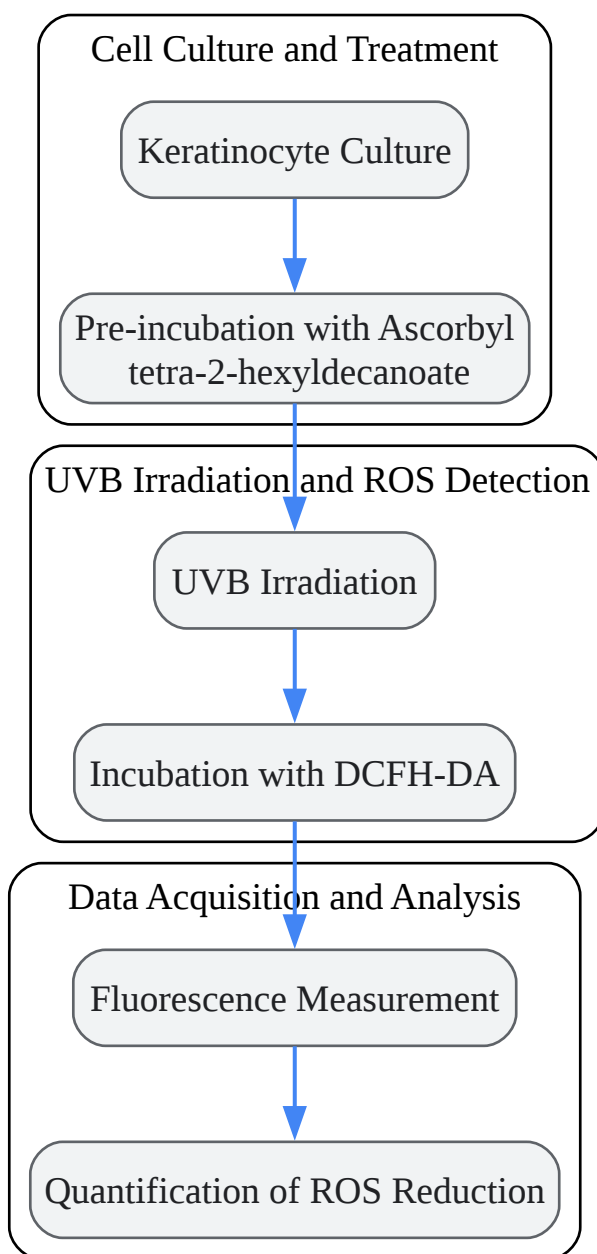 Cell Culture and Treatment
Keratinocyte Culture
Pre-incubation with Ascorbyl
tetra-2-hexyldecanoate
UVB Irradiation and ROS Detection
UVB Irradiation
Incubation with DCFH-DA
Data Acquisition and Analysis
Fluorescence Measurement
Quantification of ROS Reduction